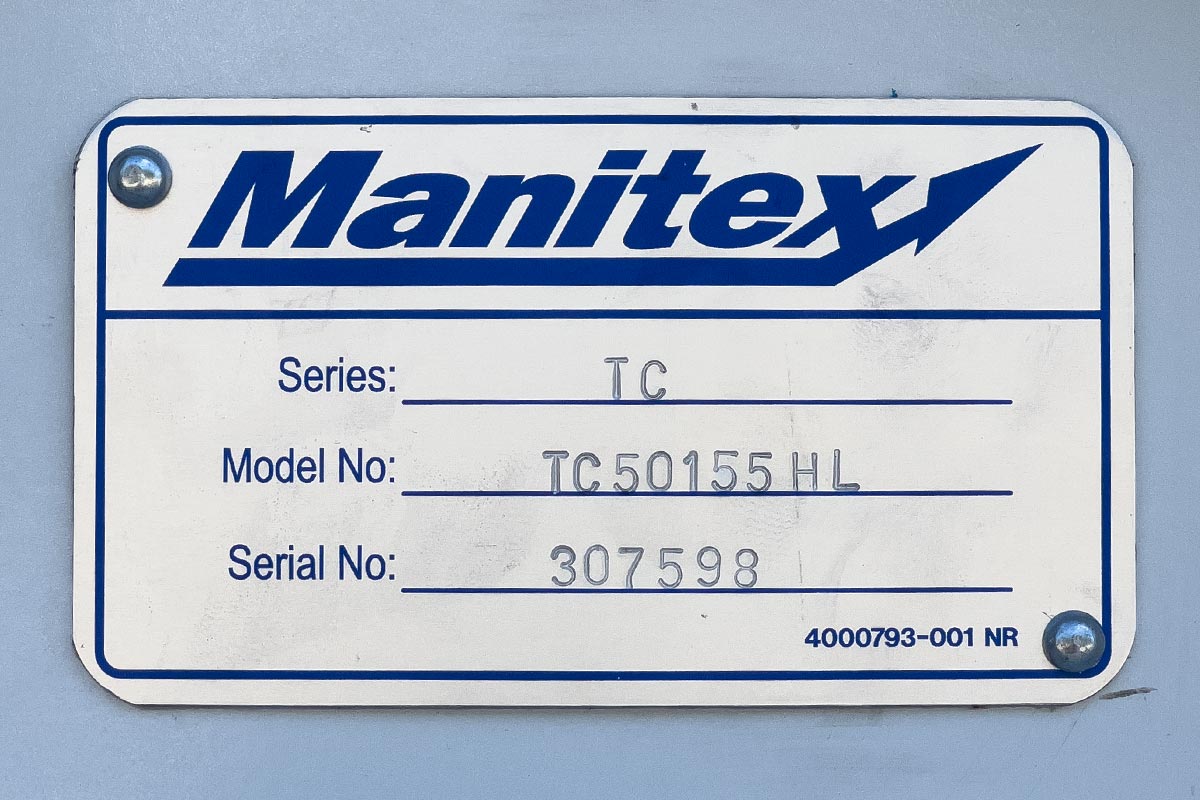 Manitex
Series: TC
Model No: TC50155HL
Serial No: 307598
4000793-001 NR